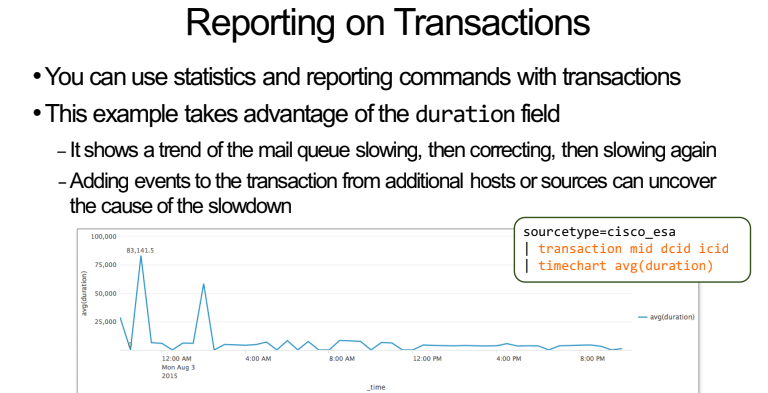 Reporting on Transactions
• You can use statistics and reporting commands with transactions
• This example takes advantage of the duration field
– It shows a trend of the mail queue slowing, then correcting, then slowing again
– Adding events to the transaction from additional hosts or sources can uncover
the cause of the slowdown
sourcetype=cisco_esa
| transaction mid dcid icid
| timechart avg(duration)
100,000
83,141.5
75,000
50,000
25,000
avg(duration)
avg(duration)
12:00 AM
Mon Aug 3
2015
4:00 AM
8:00 AM
12:00 PM
4:00 PM
8:00 PM
_time